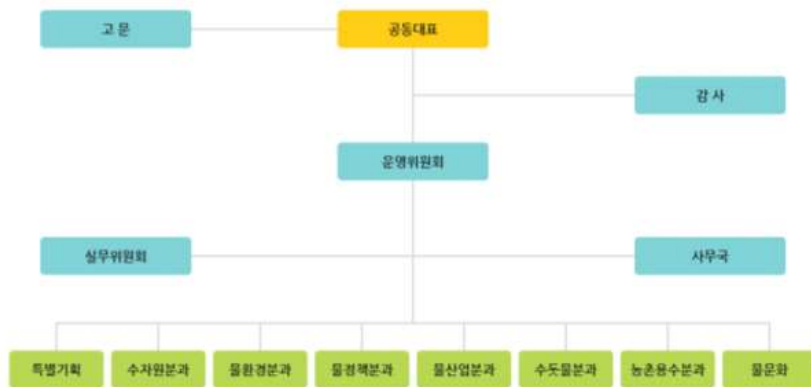 고 문
공동대표
감 사
운영위원회
실무위원회
사무국
특별기획
수자원분과
물환경분과
물정책분과
물산업분과
수돗물분과
농촌용수분과
물문화